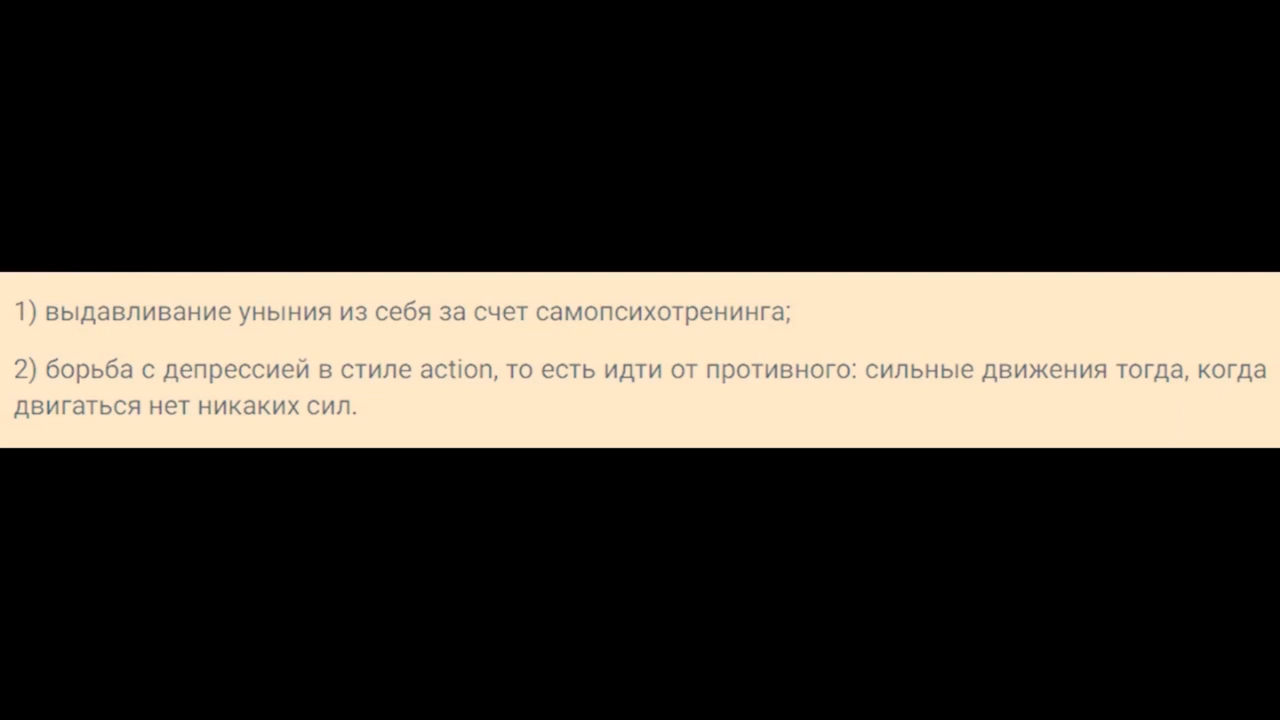 1) выдавливание уныния из себя за счет самопсихотренинга;
2) борьба с депрессией в стиле action, то есть идти от противного: сильные движения тогда, когда
двигаться нет никаких сил.